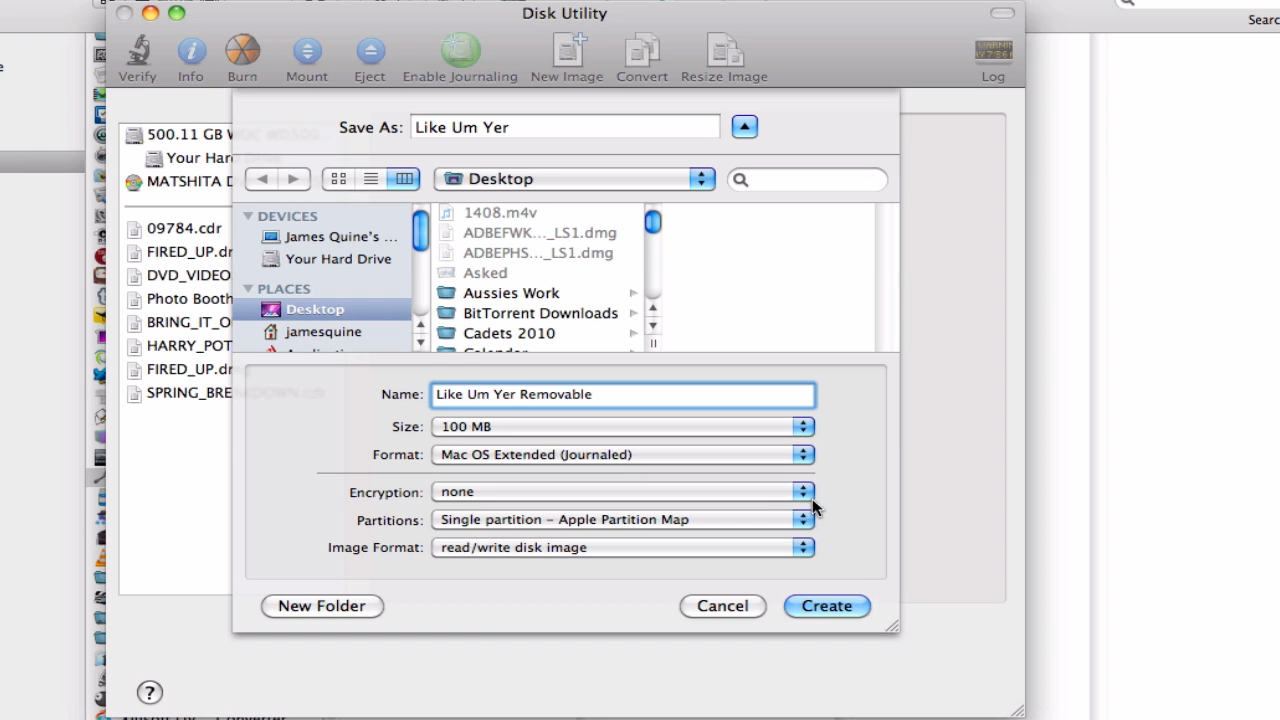 Disk Utility
Searc
Verify Info Burn Mount Eject Enable Journaling New Image Convert Resize Image Log
Save As: Like Um Yer
500.11 GB W
Your Har
MATSHITA D
09784.cdr
FIRED_UP.dr
DVD_VIDEO
Photo Booth
BRING_IT_O
HARRY_POT
FIRED_UP.dr
SPRING_BRE
Desktop
DEVICES
James Quine's ...
Your Hard Drive
PLACES
Desktop
jamesquine
1408.m4v
ADBEFWK..._LS1.dmg
ADBEPHS..._LS1.dmg
Asked
Aussies Work
BitTorrent Downloads
Cadets 2010
Name: Like Um Yer Removable
Size: 100 MB
Format: Mac OS Extended (Journaled)
Encryption: none
Partitions: Single partition – Apple Partition Map
Image Format: read/write disk image
New Folder Cancel Create
?